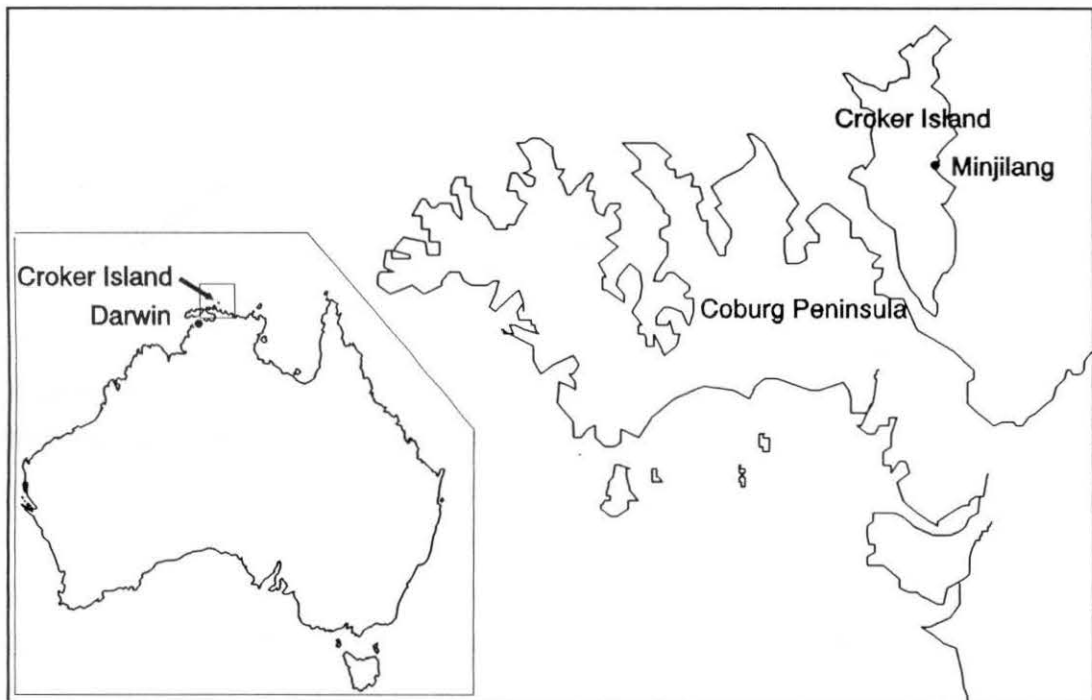 Croker Island
Minjilang
Coburg Peninsula
Croker Island
Darwin